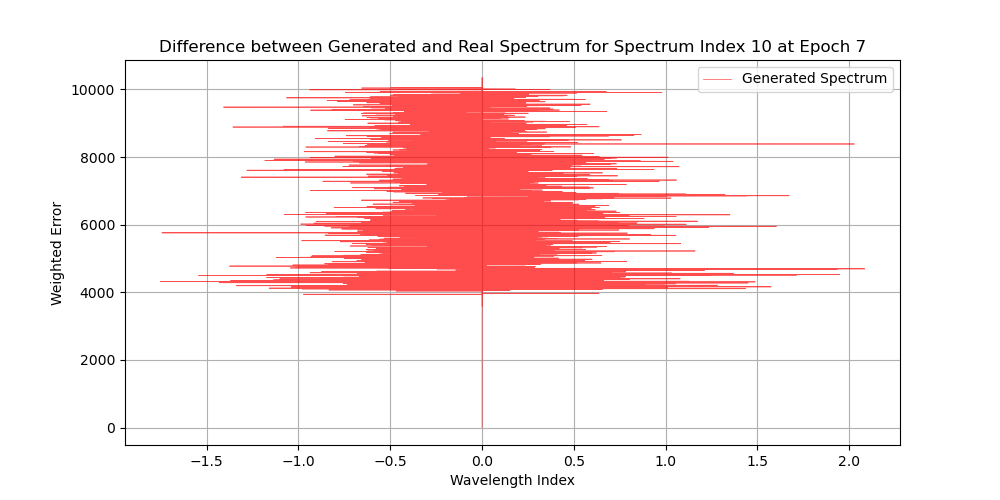 Difference between Generated and Real Spectrum for Spectrum Index 10 at Epoch 7
Generated Spectrum
10000
8000
6000
4000
2000
0
Weighted Error
−1.5 −1.0 −0.5 0.0 0.5 1.0 1.5 2.0
Wavelength Index